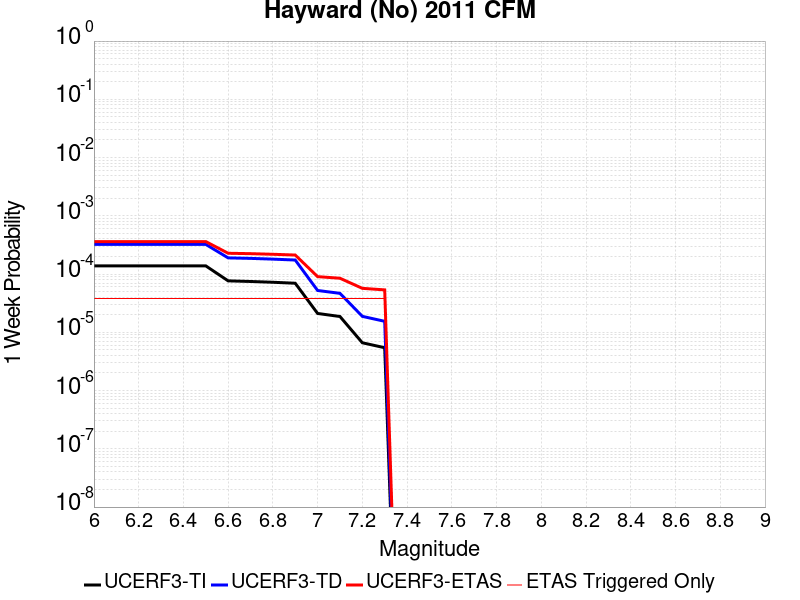 Hayward (No) 2011 CFM
10^0
10^-1
10^-2
10^-3
10^-4
10^-5
10^-6
10^-7
10^-8
1 Week Probability
6 6.2 6.4 6.6 6.8 7 7.2 7.4 7.6 7.8 8 8.2 8.4 8.6 8.8 9
Magnitude
UCERF3-TI UCERF3-TD UCERF3-ETAS ETAS Triggered Only